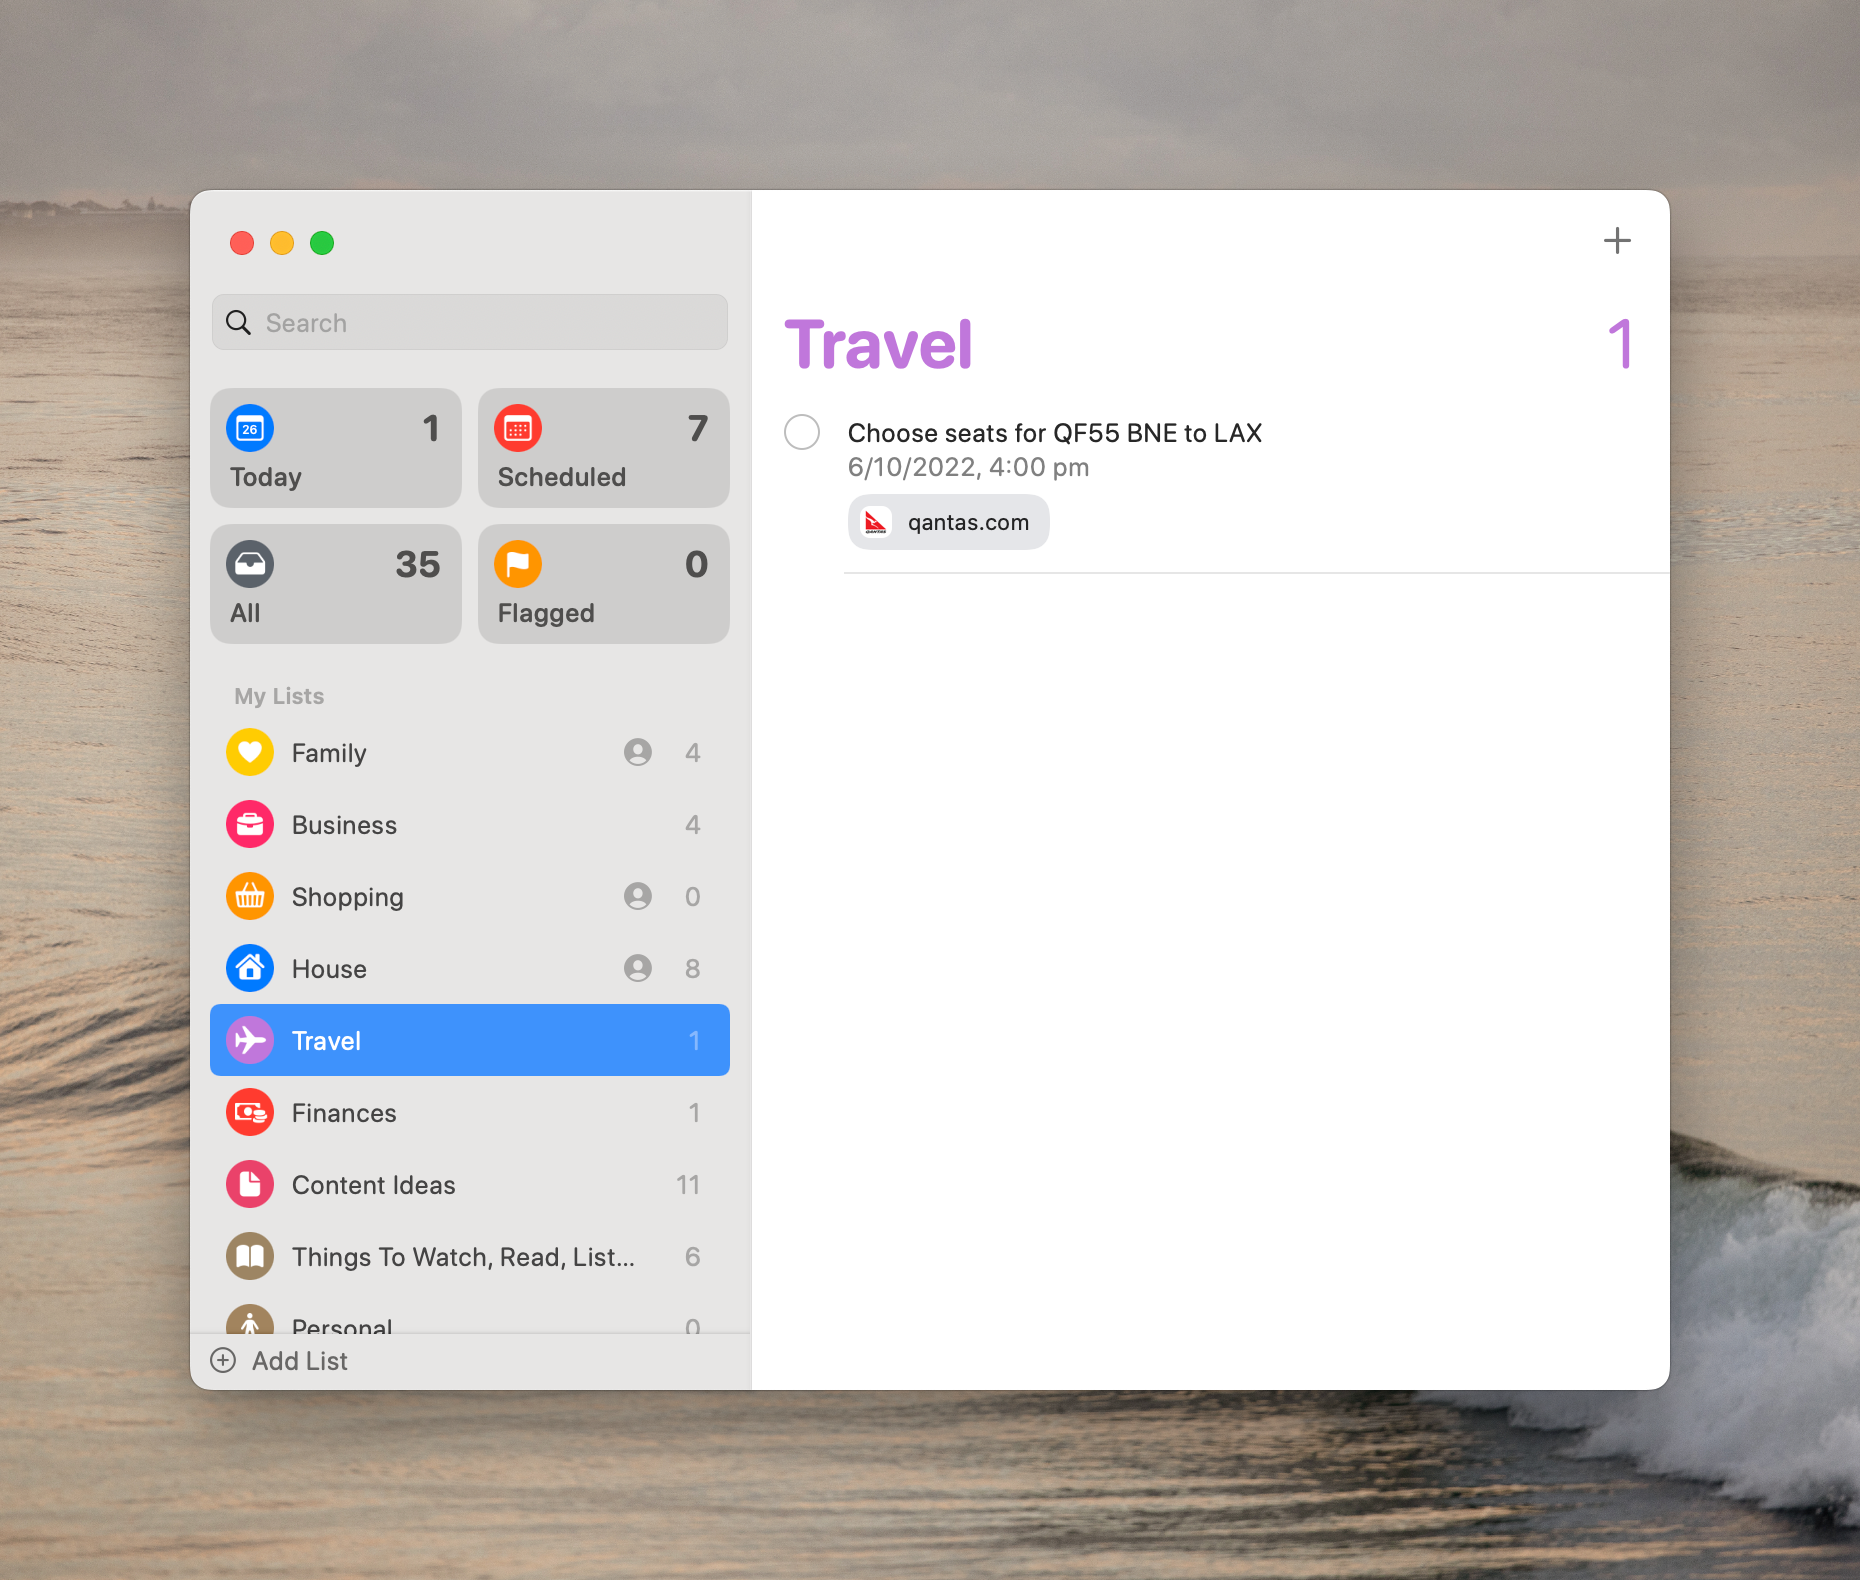 Search
26
1
Today
7
Scheduled
35
All
0
Flagged
My Lists
Family 4
Business 4
Shopping 0
House 8
Travel 1
Finances 1
Content Ideas 11
Things To Watch, Read, List... 6
Personal 0
Add List
Travel 1
Choose seats for QF55 BNE to LAX
6/10/2022, 4:00 pm
qantas.com